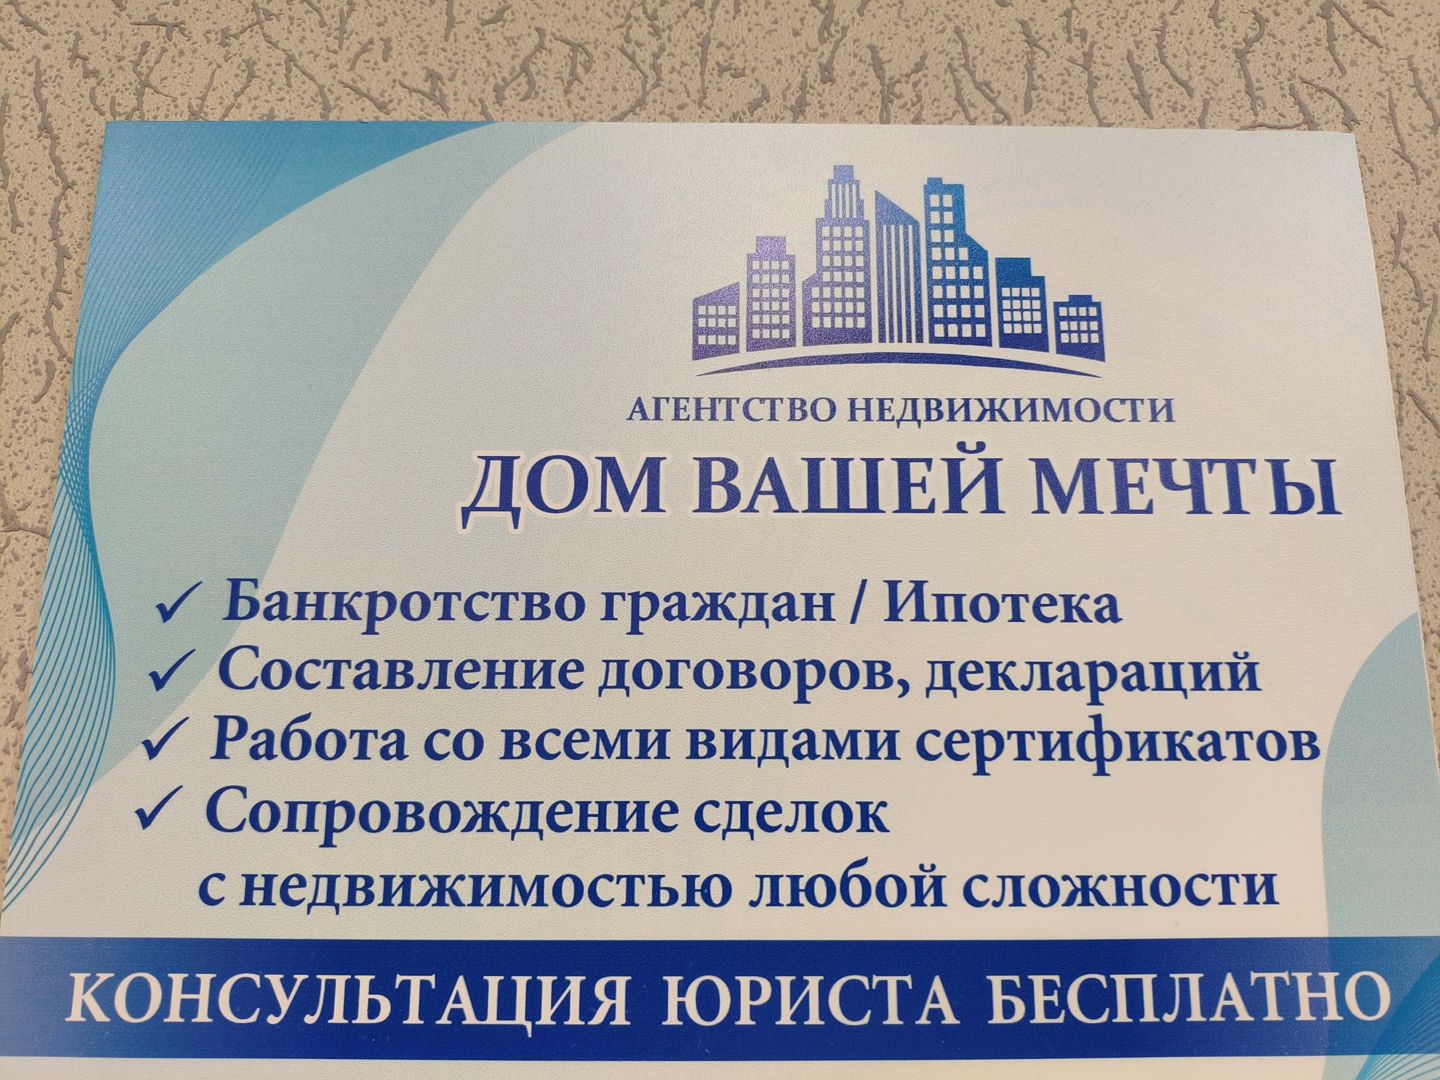 АГЕНТСТВО НЕДВИЖИМОСТИ
ДОМ ВАШЕЙ МЕЧТЫ
✓ Банкротство граждан / Ипотека
✓ Составление договоров, деклараций
✓ Работа со всеми видами сертификатов
✓ Сопровождение сделок
с недвижимостью любой сложности
КОНСУЛЬТАЦИЯ ЮРИСТА БЕСПЛАТНО